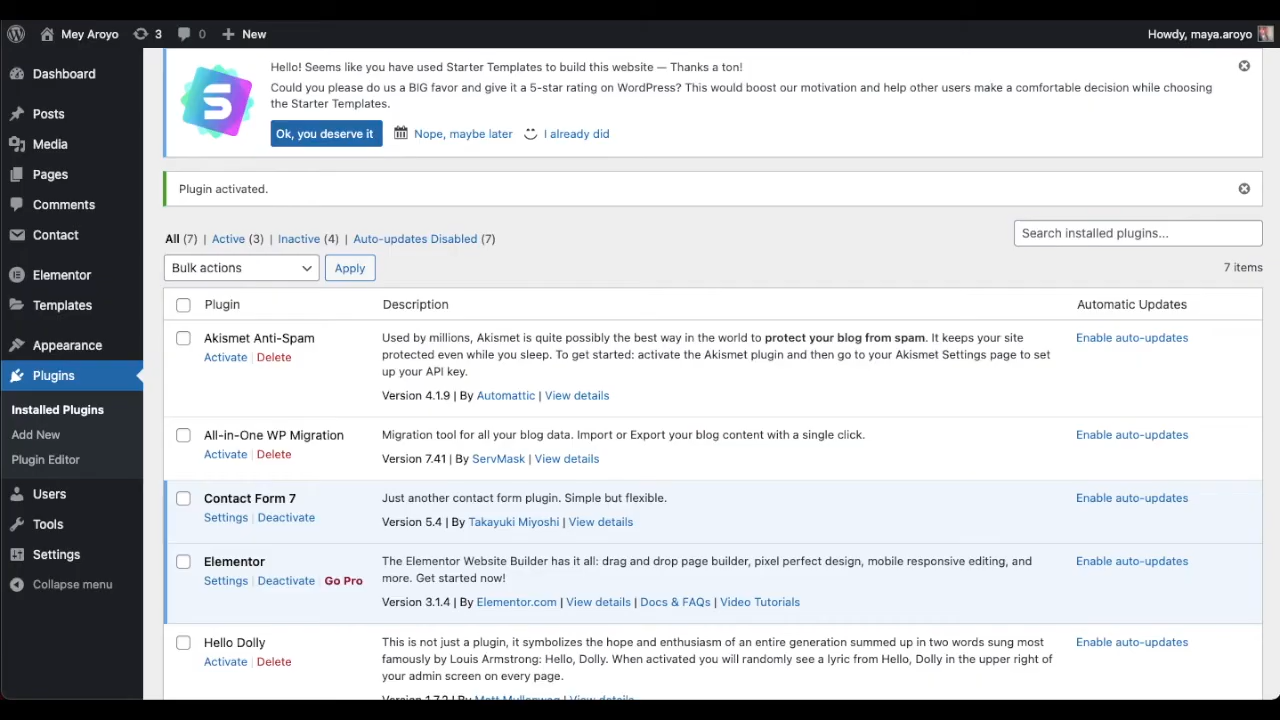 Mey Aroyo 3 0 New Howdy, maya.aroyo
Dashboard
Posts
Media
Pages
Comments
Contact
Elementor
Templates
Appearance
Plugins
Installed Plugins
Add New
Plugin Editor
Users
Tools
Settings
Collapse menu
Hello! Seems like you have used Starter Templates to build this website — Thanks a ton!
Could you please do us a BIG favor and give it a 5-star rating on WordPress? This would boost our motivation and help other users make a comfortable decision while choosing
the Starter Templates.
Ok, you deserve it Nope, maybe later I already did
Plugin activated.
All (7) | Active (3) | Inactive (4) | Auto-updates Disabled (7)
Search installed plugins...
Bulk actions Apply 7 items
Plugin Description Automatic Updates
Akismet Anti-Spam
Activate | Delete
Used by millions, Akismet is quite possibly the best way in the world to protect your blog from spam. It keeps your site
protected even while you sleep. To get started: activate the Akismet plugin and then go to your Akismet Settings page to set
up your API key.
Version 4.1.9 | By Automattic | View details
Enable auto-updates
All-in-One WP Migration
Activate | Delete
Migration tool for all your blog data. Import or Export your blog content with a single click.
Version 7.41 | By ServMask | View details
Enable auto-updates
Contact Form 7
Settings | Deactivate
Just another contact form plugin. Simple but flexible.
Version 5.4 | By Takayuki Miyoshi | View details
Enable auto-updates
Elementor
Settings | Deactivate | Go Pro
The Elementor Website Builder has it all: drag and drop page builder, pixel perfect design, mobile responsive editing, and
more. Get started now!
Version 3.1.4 | By Elementor.com | View details | Docs & FAQs | Video Tutorials
Enable auto-updates
Hello Dolly
Activate | Delete
This is not just a plugin, it symbolizes the hope and enthusiasm of an entire generation summed up in two words sung most
famously by Louis Armstrong: Hello, Dolly. When activated you will randomly see a lyric from Hello, Dolly in the upper right of
your admin screen on every page.
Version 1.7.2 | By Matt Mullenweg | View details
Enable auto-updates